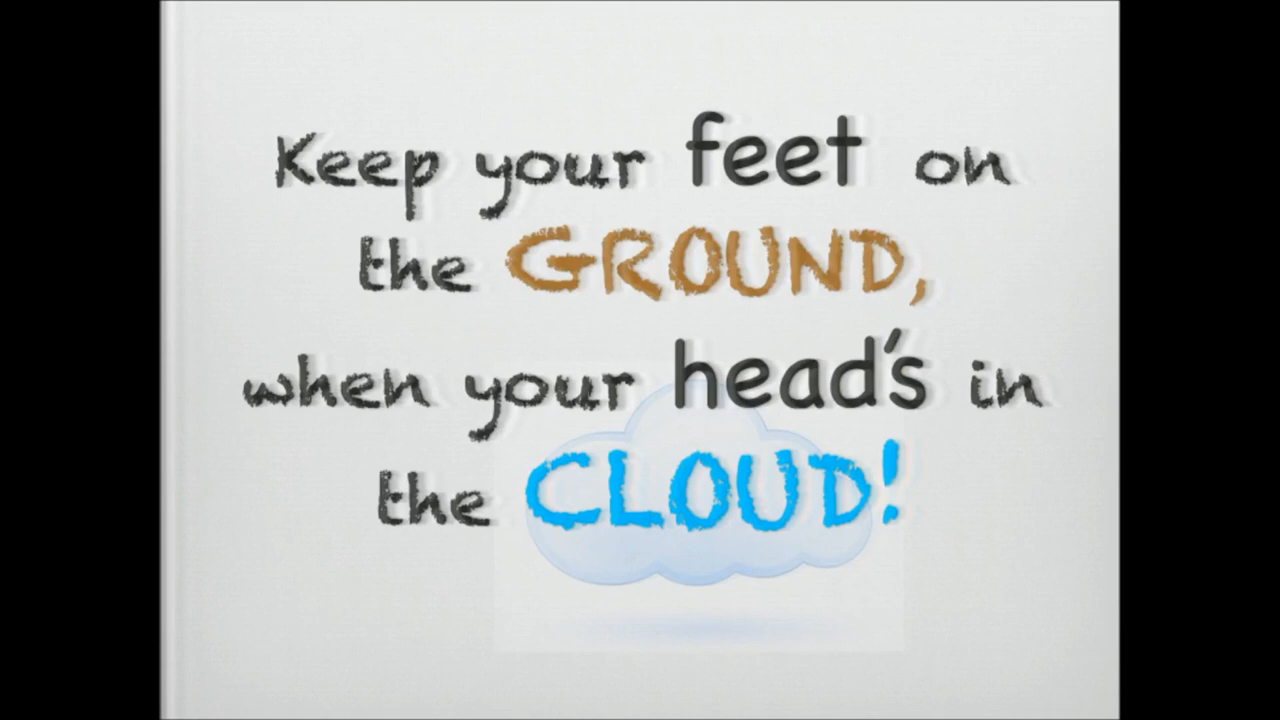 Keep your feet on
the GROUND,
when your head's in
the CLOUD!